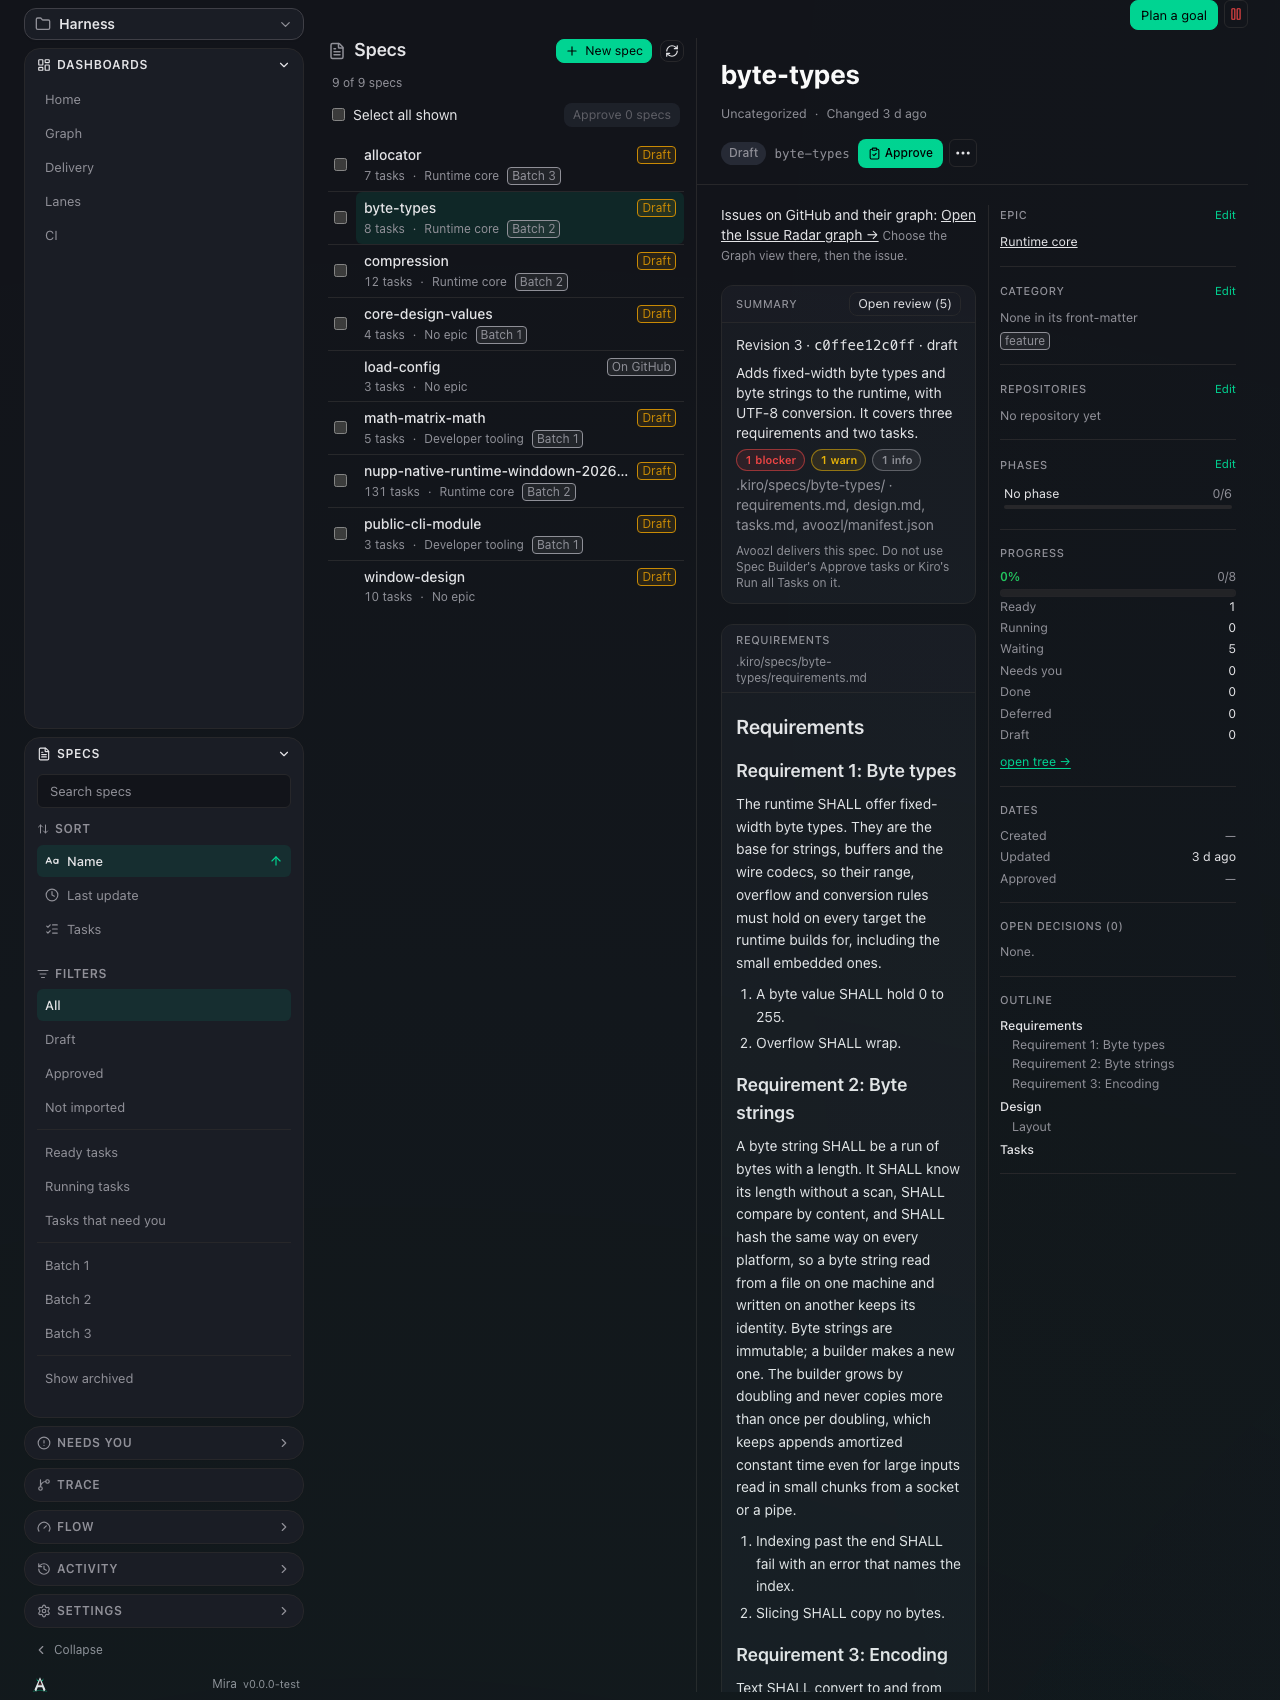 Harness
DASHBOARDS
Home
Graph
Delivery
Lanes
CI
SPECS
Search specs
SORT
Name
Last update
Tasks
FILTERS
All
Draft
Approved
Not imported
Ready tasks
Running tasks
Tasks that need you
Batch 1
Batch 2
Batch 3
Show archived
NEEDS YOU
TRACE
FLOW
ACTIVITY
SETTINGS
Collapse
Mira v0.0.0-test
Specs
New spec
9 of 9 specs
Select all shown
Approve 0 specs
allocator
Draft
7 tasks · Runtime core Batch 3
byte-types
Draft
8 tasks · Runtime core Batch 2
compression
Draft
12 tasks · Runtime core Batch 2
core-design-values
Draft
4 tasks · No epic Batch 1
load-config
On GitHub
3 tasks · No epic
math-matrix-math
Draft
5 tasks · Developer tooling Batch 1
nupp-native-runtime-winddown-2026...
Draft
131 tasks · Runtime core Batch 2
public-cli-module
Draft
3 tasks · Developer tooling Batch 1
window-design
Draft
10 tasks · No epic
Plan a goal
byte-types
Uncategorized · Changed 3 d ago
Draft byte-types Approve
Issues on GitHub and their graph: Open
the Issue Radar graph → Choose the
Graph view there, then the issue.
SUMMARY
Open review (5)
Revision 3 · c0ffee12c0ff · draft
Adds fixed-width byte types and
byte strings to the runtime, with
UTF-8 conversion. It covers three
requirements and two tasks.
1 blocker 1 warn 1 info
.kiro/specs/byte-types/ ·
requirements.md, design.md,
tasks.md, avoozl/manifest.json
Avoozl delivers this spec. Do not use
Spec Builder's Approve tasks or Kiro's
Run all Tasks on it.
REQUIREMENTS
.kiro/specs/byte-
types/requirements.md
Requirements
Requirement 1: Byte types
The runtime SHALL offer fixed-
width byte types. They are the
base for strings, buffers and the
wire codecs, so their range,
overflow and conversion rules
must hold on every target the
runtime builds for, including the
small embedded ones.
1. A byte value SHALL hold 0 to
255.
2. Overflow SHALL wrap.
Requirement 2: Byte
strings
A byte string SHALL be a run of
bytes with a length. It SHALL know
its length without a scan, SHALL
compare by content, and SHALL
hash the same way on every
platform, so a byte string read
from a file on one machine and
written on another keeps its
identity. Byte strings are
immutable; a builder makes a new
one. The builder grows by
doubling and never copies more
than once per doubling, which
keeps appends amortized
constant time even for large inputs
read in small chunks from a socket
or a pipe.
1. Indexing past the end SHALL
fail with an error that names the
index.
2. Slicing SHALL copy no bytes.
Requirement 3: Encoding
Text SHALL convert to and from
EPIC
Edit
Runtime core
CATEGORY
Edit
None in its front-matter
feature
REPOSITORIES
Edit
No repository yet
PHASES
Edit
No phase 0/6
PROGRESS
0% 0/8
Ready 1
Running 0
Waiting 5
Needs you 0
Done 0
Deferred 0
Draft 0
open tree →
DATES
Created —
Updated 3 d ago
Approved —
OPEN DECISIONS (0)
None.
OUTLINE
Requirements
Requirement 1: Byte types
Requirement 2: Byte strings
Requirement 3: Encoding
Design
Layout
Tasks